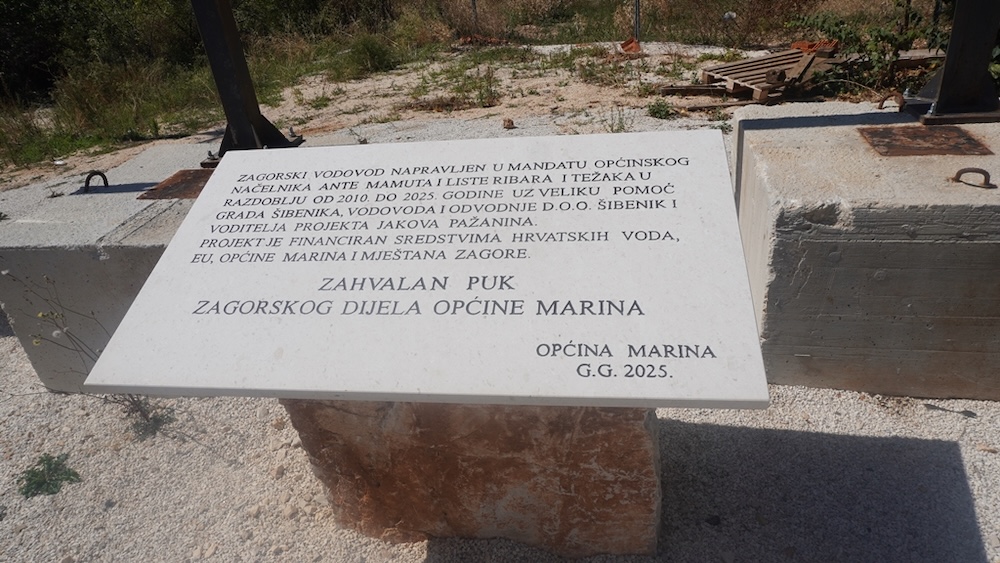 ZAGORSKI VODOVOD NAPRAVLJEN U MANDATU OPĆINSKOG
NAČELNIKA ANTE MAMUTA I LISTE RIBARA I TEŽAKA U
RAZDOBLJU OD 2010. DO 2025. GODINE UZ VELIKU POMOĆ
GRADA ŠIBENIKA, VODOVODA I ODVODNJE D.O.O. ŠIBENIK I
VODITELJA PROJEKTA JAKOVA PAŽANINA.
PROJEKT JE FINANCIRAN SREDSTVIMA HRVATSKIH VODA,
EU, OPĆINE MARINA I MJEŠTANA ZAGORE.
ZAHVALAN PUK
ZAGORSKOG DIJELA OPĆINE MARINA
OPĆINA MARINA
G.G. 2025.